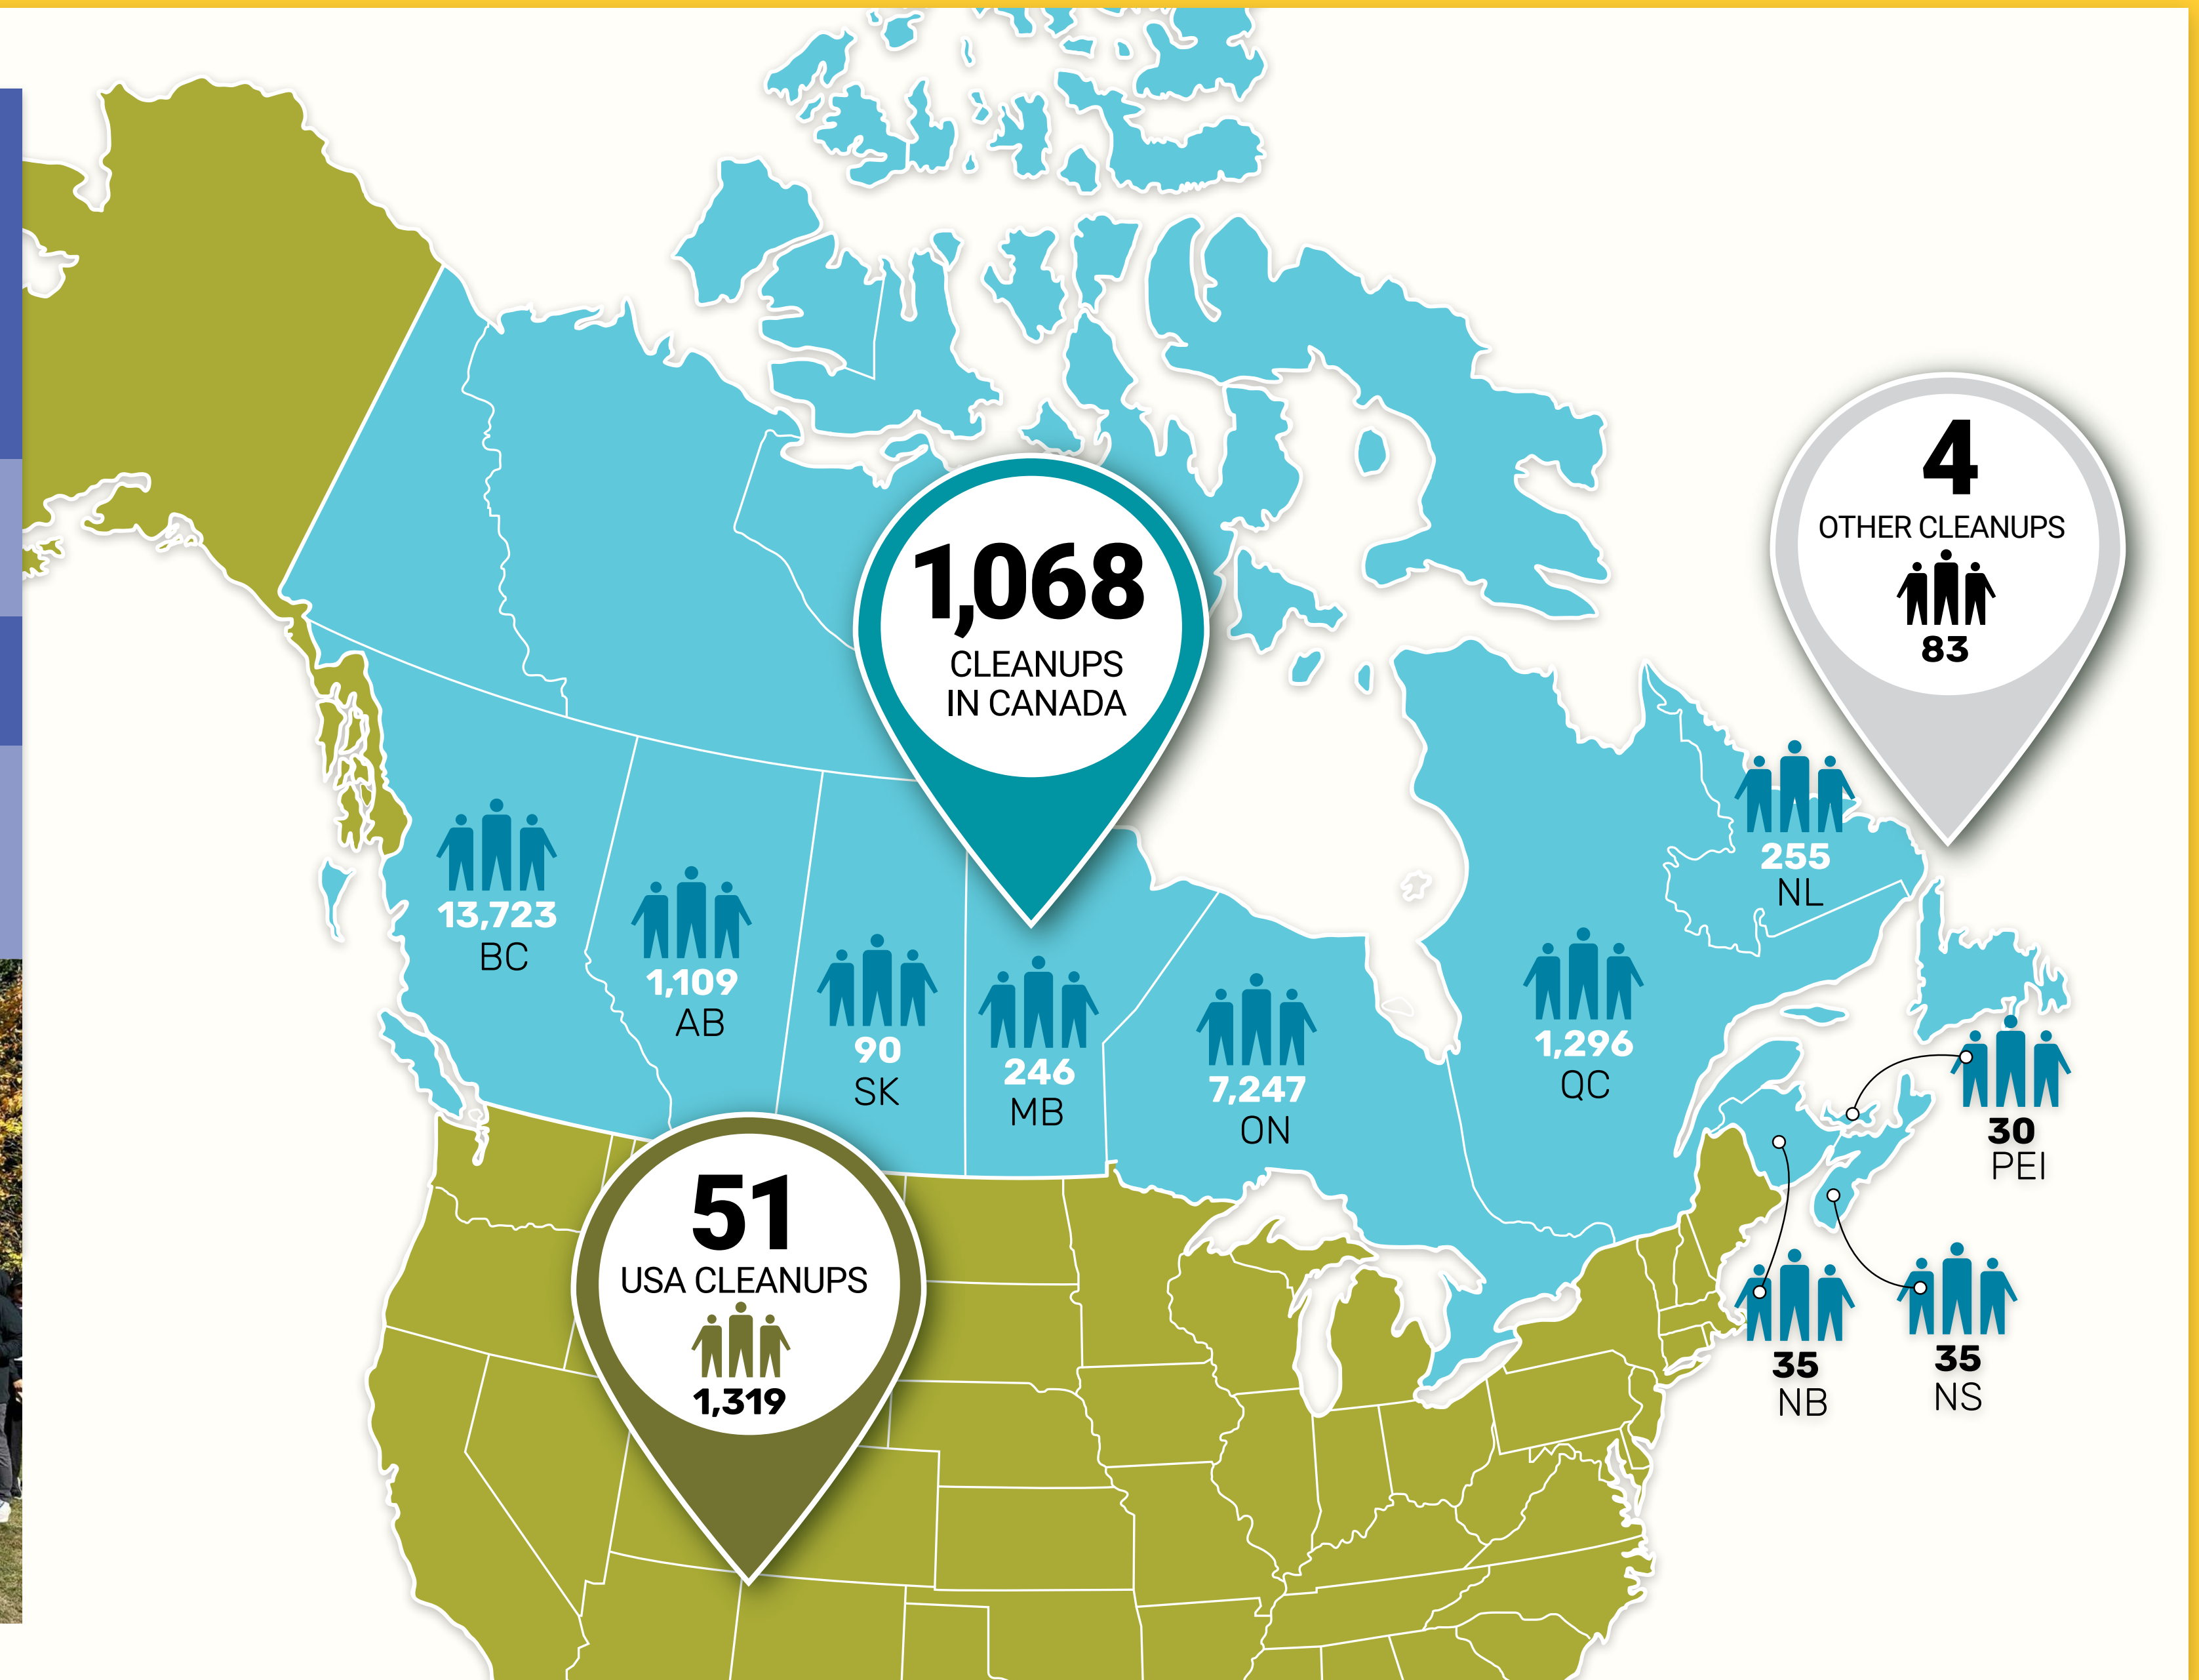 4
OTHER CLEANUPS
83
1,068
CLEANUPS
IN CANADA
13,723
BC
1,109
AB
90
SK
246
MB
7,247
ON
1,296
QC
255
NL
30
PEI
35
NB
35
NS
51
USA CLEANUPS
1,319